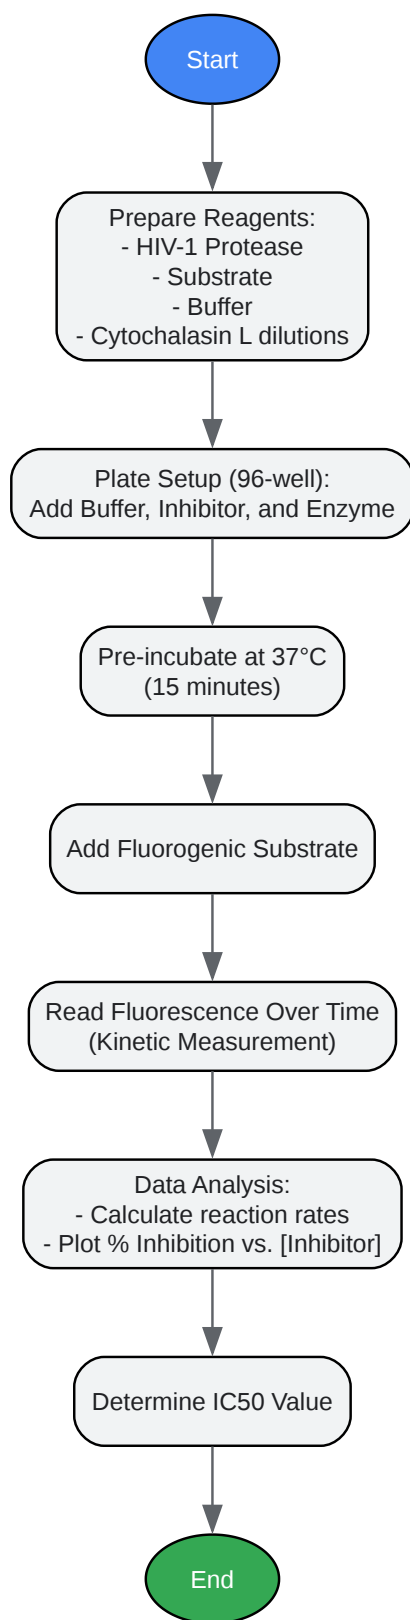 Start
Prepare Reagents:
- HIV-1 Protease
- Substrate
- Buffer
- Cytochalasin L dilutions
Plate Setup (96-well):
Add Buffer, Inhibitor, and Enzyme
Pre-incubate at 37°C
(15 minutes)
Add Fluorogenic Substrate
Read Fluorescence Over Time
(Kinetic Measurement)
Data Analysis:
- Calculate reaction rates
- Plot % Inhibition vs. [Inhibitor]
Determine IC50 Value
End